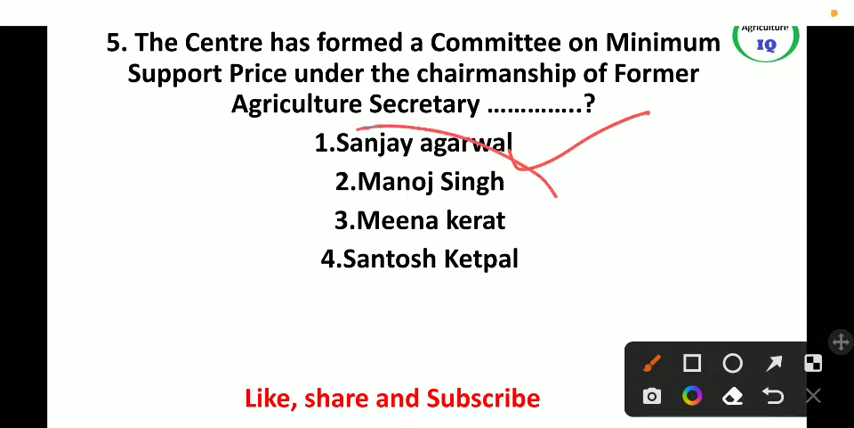 Agriculture
IQ
5. The Centre has formed a Committee on Minimum
Support Price under the chairmanship of Former
Agriculture Secretary …………..?
1.Sanjay agarwal
2.Manoj Singh
3.Meena kerat
4.Santosh Ketpal
Like, share and Subscribe